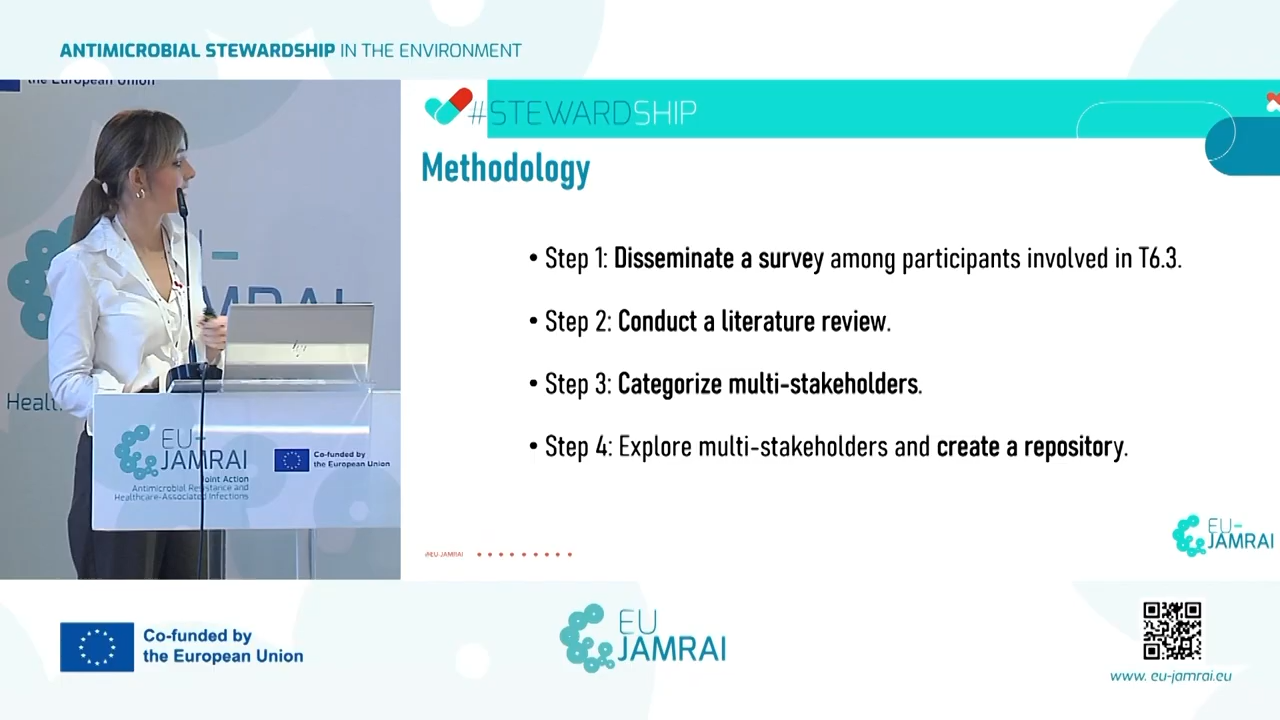 ANTIMICROBIAL STEWARDSHIP IN THE ENVIRONMENT
the European Union
#STEWARDSHIP
Methodology
• Step 1: Disseminate a survey among participants involved in T6.3.
• Step 2: Conduct a literature review.
• Step 3: Categorize multi-stakeholders.
• Step 4: Explore multi-stakeholders and create a repository.
JAMRAI
EU-
JAMRAI
Joint Action
Antimicrobial Resistance and
Healthcare-Associated Infections
Co-funded by
the European Union
#EU-JAMRAI
EU-
JAMRAI
Co-funded by
the European Union
EU
JAMRAI
www.eu-jamrai.eu